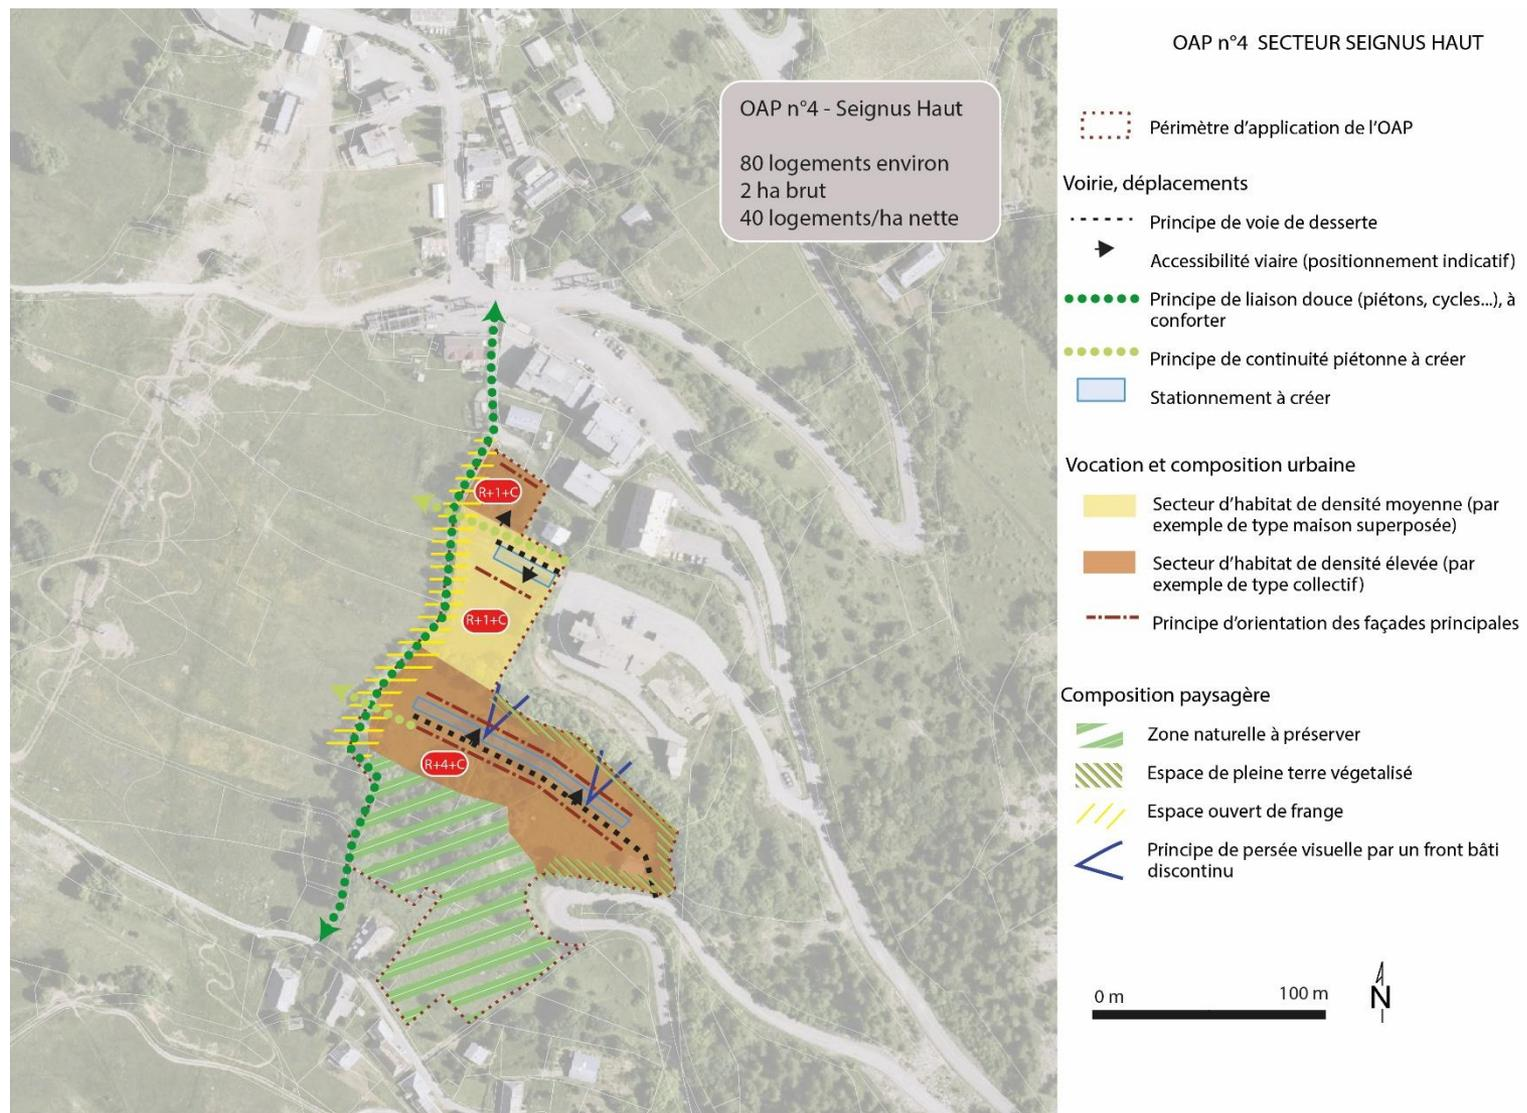 OAP n°4 SECTEUR SEIGNUS HAUT
OAP n°4 - Seignus Haut
80 logements environ
2 ha brut
40 logements/ha nette
R+1+C
R+1+C
R+4+C
Périmètre d'application de l'OAP
Voirie, déplacements
Principe de voie de desserte
Accessibilité viaire (positionnement indicatif)
Principe de liaison douce (piétons, cycles...), à
conforter
Principe de continuité piétonne à créer
Stationnement à créer
Vocation et composition urbaine
Secteur d'habitat de densité moyenne (par
exemple de type maison superposée)
Secteur d'habitat de densité élevée (par
exemple de type collectif)
Principe d'orientation des façades principales
Composition paysagère
Zone naturelle à préserver
Espace de pleine terre végetalisé
Espace ouvert de frange
Principe de persée visuelle par un front bâti
discontinu
0 m
100 m
N